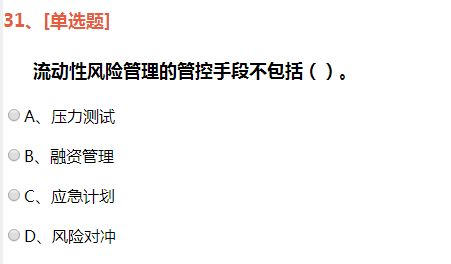 31、[单选题]
流动性风险管理的管控手段不包括（ ）。
A、压力测试
B、融资管理
C、应急计划
D、风险对冲